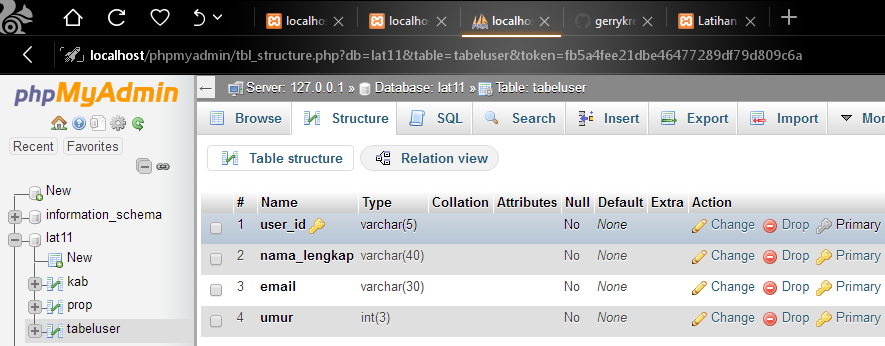 localhos localhos localhos gerrykre Latihan
localhost/phpmyadmin/tbl_structure.php?db=lat11&table=tabeluser&token=fb5a4fee21dbe46477289df79d809c6a
phpMyAdmin
Recent Favorites
New
information_schema
lat11
New
kab
prop
tabeluser
Server: 127.0.0.1 » Database: lat11 » Table: tabeluser
Browse Structure SQL Search Insert Export Import Mor
Table structure Relation view
# Name Type Collation Attributes Null Default Extra Action
1 user_id varchar(5) No None Change Drop Primary
2 nama_lengkap varchar(40) No None Change Drop Primary
3 email varchar(30) No None Change Drop Primary
4 umur int(3) No None Change Drop Primary